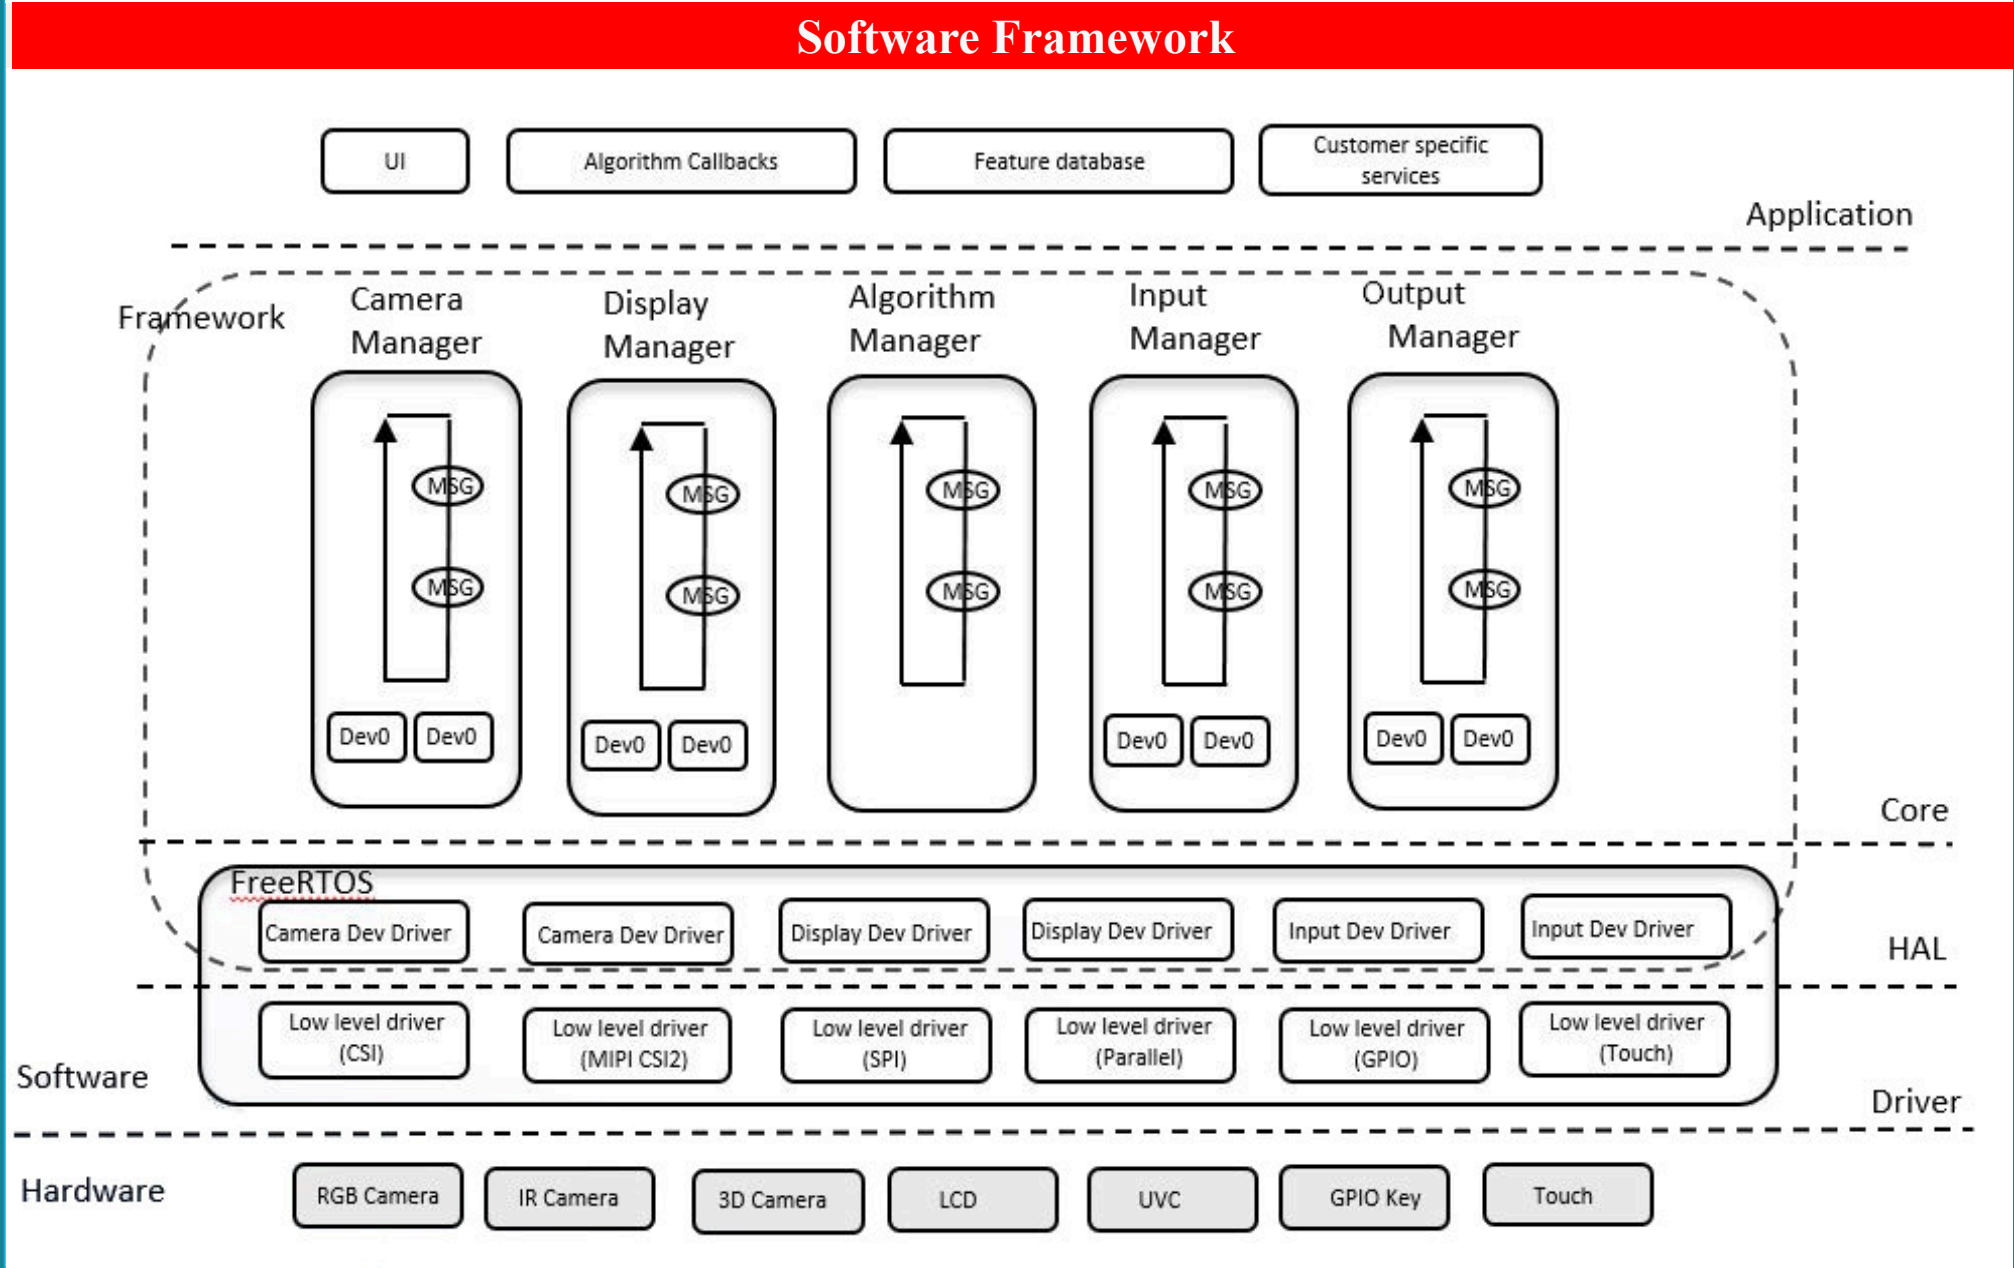 Software Framework
UI
Algorithm Callbacks
Feature database
Customer specific
services
Application
Framework
Camera
Manager
Display
Manager
Algorithm
Manager
Input
Manager
Output
Manager
MSG
MSG
MSG
MSG
MSG
MSG
MSG
MSG
MSG
MSG
Dev0
Dev0
Dev0
Dev0
Dev0
Dev0
Dev0
Dev0
Core
FreeRTOS
Camera Dev Driver
Camera Dev Driver
Display Dev Driver
Display Dev Driver
Input Dev Driver
Input Dev Driver
HAL
Low level driver
(CSI)
Low level driver
(MIPI CSI2)
Low level driver
(SPI)
Low level driver
(Parallel)
Low level driver
(GPIO)
Low level driver
(Touch)
Software
Driver
Hardware
RGB Camera
IR Camera
3D Camera
LCD
UVC
GPIO Key
Touch